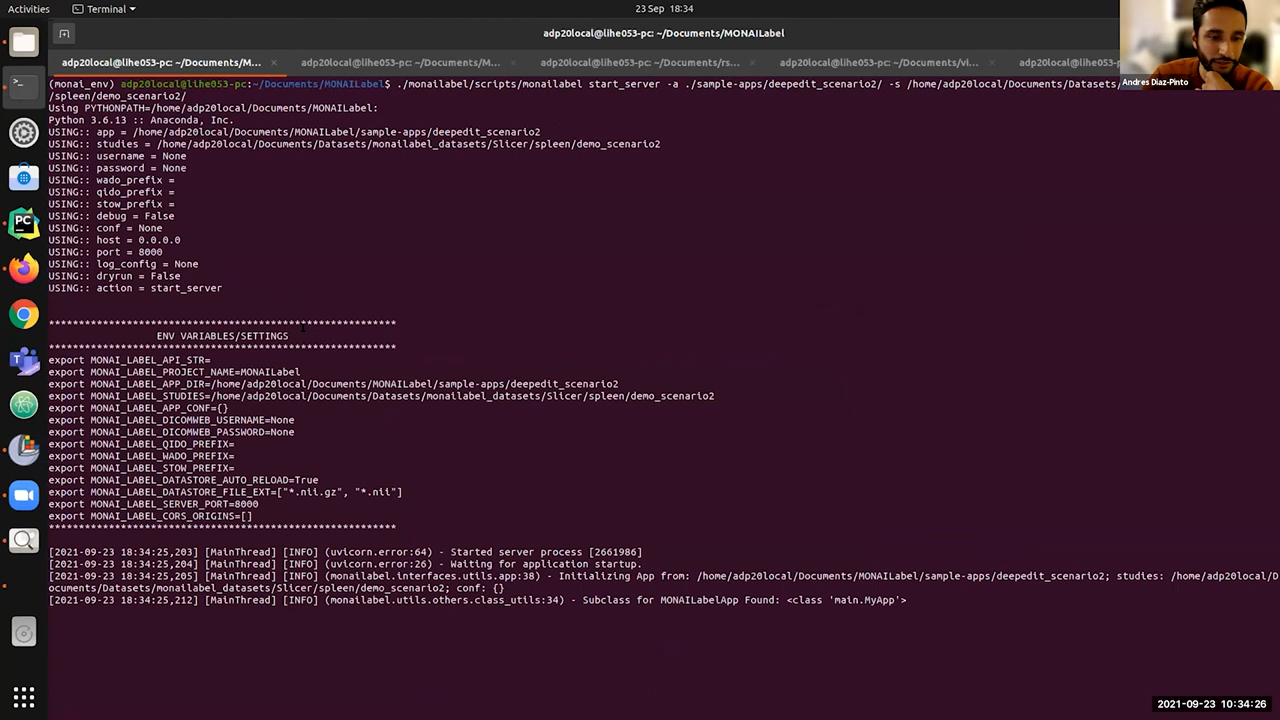 Activities
Terminal
23 Sep 18:34
adp20local@lihe053-pc: ~/Documents/MONAILabel
adp20local@lihe053-pc: ~/Documents/M... ×
adp20local@lihe053-pc: ~/Documents/M... ×
adp20local@lihe053-pc: ~/Documents/rs... ×
adp20local@lihe053-pc: ~/Documents/vi... ×
adp20local@lihe053-pc: ~
Andres Diaz-Pinto
(monai_env) adp20local@lihe053-pc:~/Documents/MONAILabel$ ./monailabel/scripts/monailabel start_server -a ./sample-apps/deepedit_scenario2/ -s /home/adp20local/Documents/Datasets
/spleen/demo_scenario2/
Using PYTHONPATH=/home/adp20local/Documents/MONAILabel:
Python 3.6.13 :: Anaconda, Inc.
USING:: app = /home/adp20local/Documents/MONAILabel/sample-apps/deepedit_scenario2
USING:: studies = /home/adp20local/Documents/Datasets/monailabel_datasets/Slicer/spleen/demo_scenario2
USING:: username = None
USING:: password = None
USING:: wado_prefix =
USING:: qido_prefix =
USING:: stow_prefix =
USING:: debug = False
USING:: conf = None
USING:: host = 0.0.0.0
USING:: port = 8000
USING:: log_config = None
USING:: dryrun = False
USING:: action = start_server
**********************************************************
ENV VARIABLES/SETTINGS
**********************************************************
export MONAI_LABEL_API_STR=
export MONAI_LABEL_PROJECT_NAME=MONAILabel
export MONAI_LABEL_APP_DIR=/home/adp20local/Documents/MONAILabel/sample-apps/deepedit_scenario2
export MONAI_LABEL_STUDIES=/home/adp20local/Documents/Datasets/monailabel_datasets/Slicer/spleen/demo_scenario2
export MONAI_LABEL_APP_CONF={}
export MONAI_LABEL_DICOMWEB_USERNAME=None
export MONAI_LABEL_DICOMWEB_PASSWORD=None
export MONAI_LABEL_QIDO_PREFIX=
export MONAI_LABEL_WADO_PREFIX=
export MONAI_LABEL_STOW_PREFIX=
export MONAI_LABEL_DATASTORE_AUTO_RELOAD=True
export MONAI_LABEL_DATASTORE_FILE_EXT=["*.nii.gz", "*.nii"]
export MONAI_LABEL_SERVER_PORT=8000
export MONAI_LABEL_CORS_ORIGINS=[]
**********************************************************
[2021-09-23 18:34:25,203] [MainThread] [INFO] (uvicorn.error:64) - Started server process [2661986]
[2021-09-23 18:34:25,204] [MainThread] [INFO] (uvicorn.error:26) - Waiting for application startup.
[2021-09-23 18:34:25,205] [MainThread] [INFO] (monailabel.interfaces.utils.app:38) - Initializing App from: /home/adp20local/Documents/MONAILabel/sample-apps/deepedit_scenario2; studies: /home/adp20local/D
ocuments/Datasets/monailabel_datasets/Slicer/spleen/demo_scenario2; conf: {}
[2021-09-23 18:34:25,212] [MainThread] [INFO] (monailabel.utils.others.class_utils:34) - Subclass for MONAILabelApp Found: <class 'main.MyApp'>
2021-09-23 10:34:26